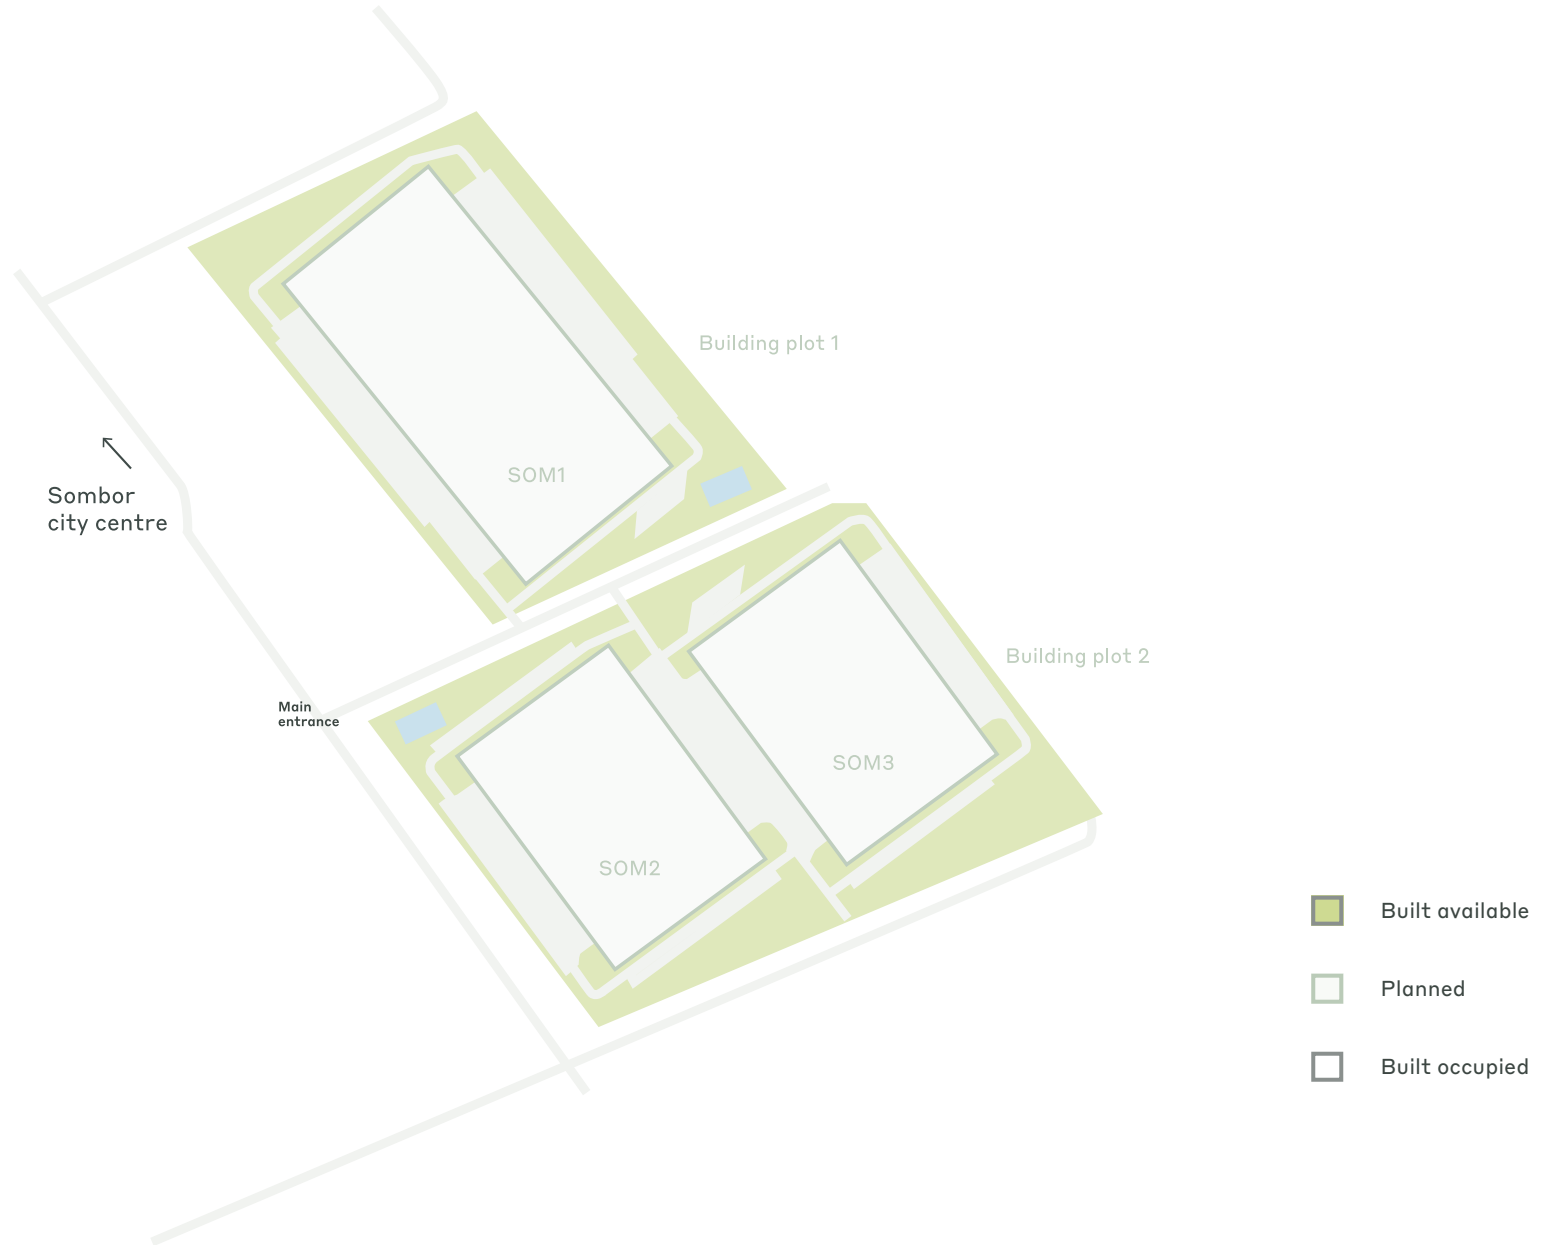 Building plot 1
SOM1
Sombor
city centre
Building plot 2
Main
entrance
SOM3
SOM2
Built available
Planned
Built occupied